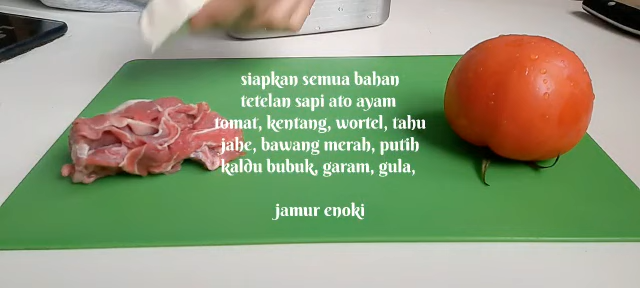 siapkan semua bahan
tetelan sapi ato ayam
tomat, kentang, wortel, tahu
jahe, bawang merah, putih
kaldu bubuk, garam, gula,
jamur enoki